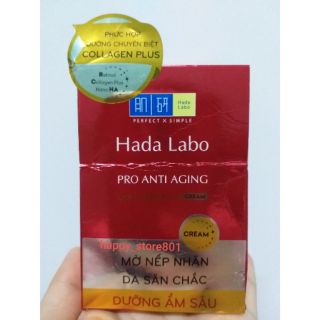 PHỨC HỢP
DƯỠNG CHUYÊN BIỆT
COLLAGEN PLUS
Retinol
Collagen Plus
Nano HA
肌研
Hada
Labo
PERFECT × SIMPLE
Hada Labo
PRO ANTI AGING
CREAM
happy_store801
CREAM
MỜ NẾP NHĂN
DA SĂN CHẮC
DƯỠNG ẨM SÂU